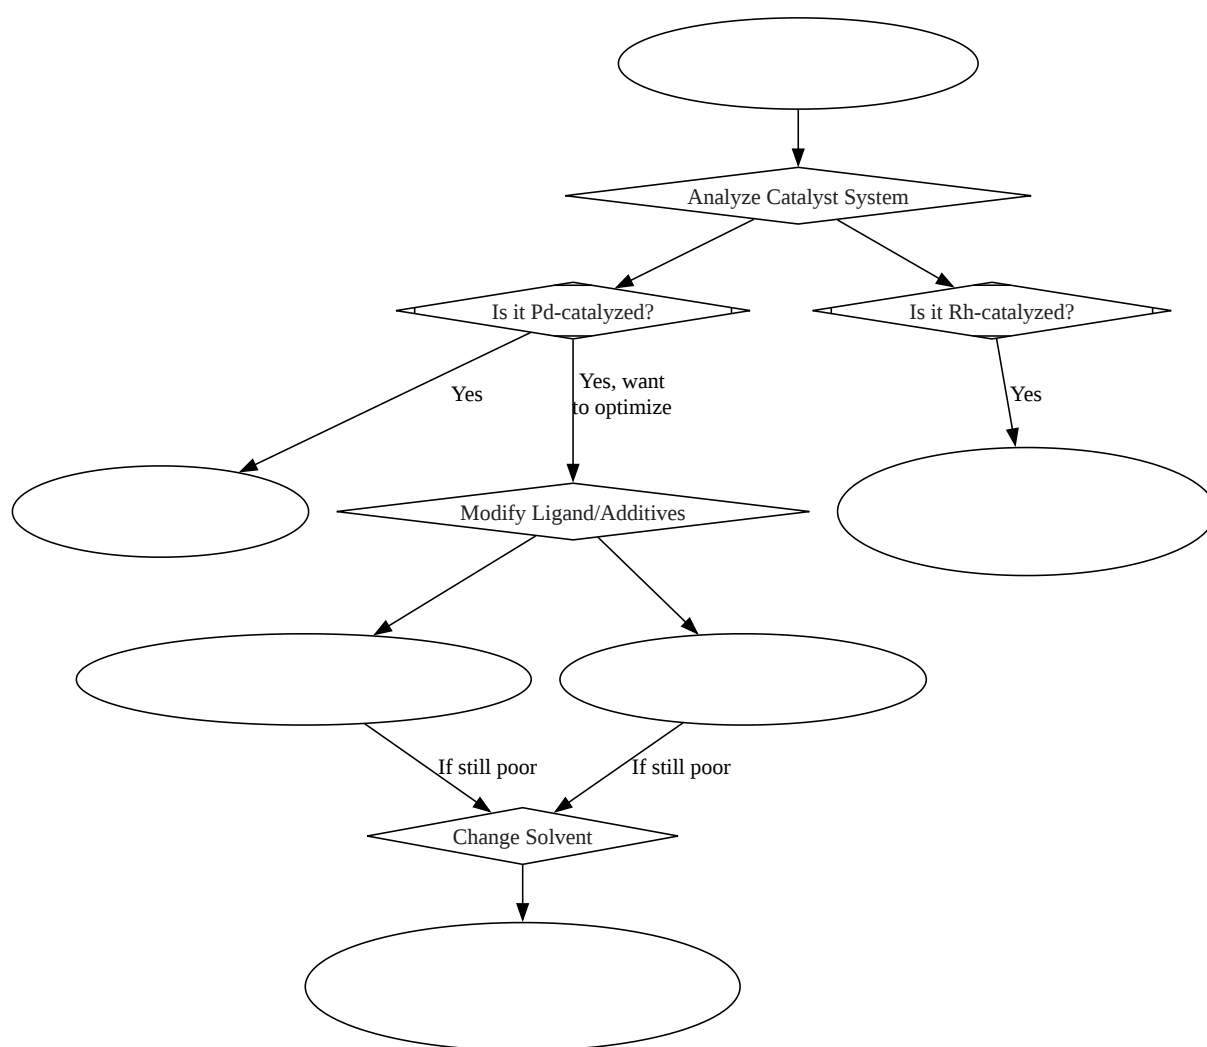 Analyze Catalyst System
Is it Pd-catalyzed?
Is it Rh-catalyzed?
Yes
Yes, want
to optimize
Yes
Modify Ligand/Additives
If still poor
If still poor
Change Solvent